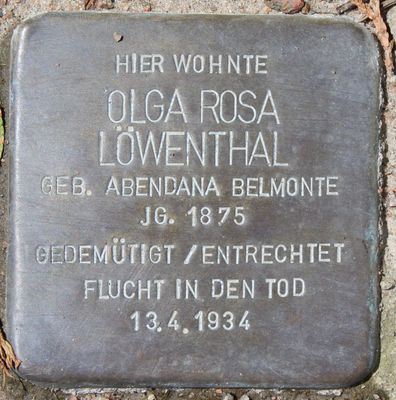 HIER WOHNTE
OLGA ROSA
LÖWENTHAL
GEB. ABENDANA BELMONTE
JG. 1875
GEDEMÜTIGT / ENTRECHTET
FLUCHT IN DEN TOD
13.4.1934